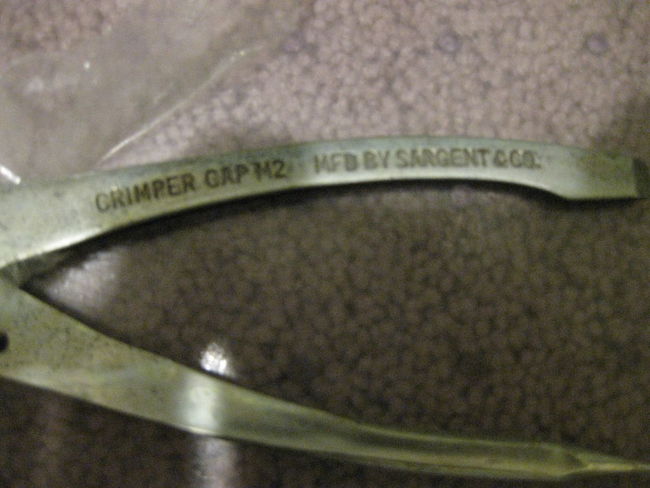 CRIMPER CAP M2 MFD BY SARGENT & CO.